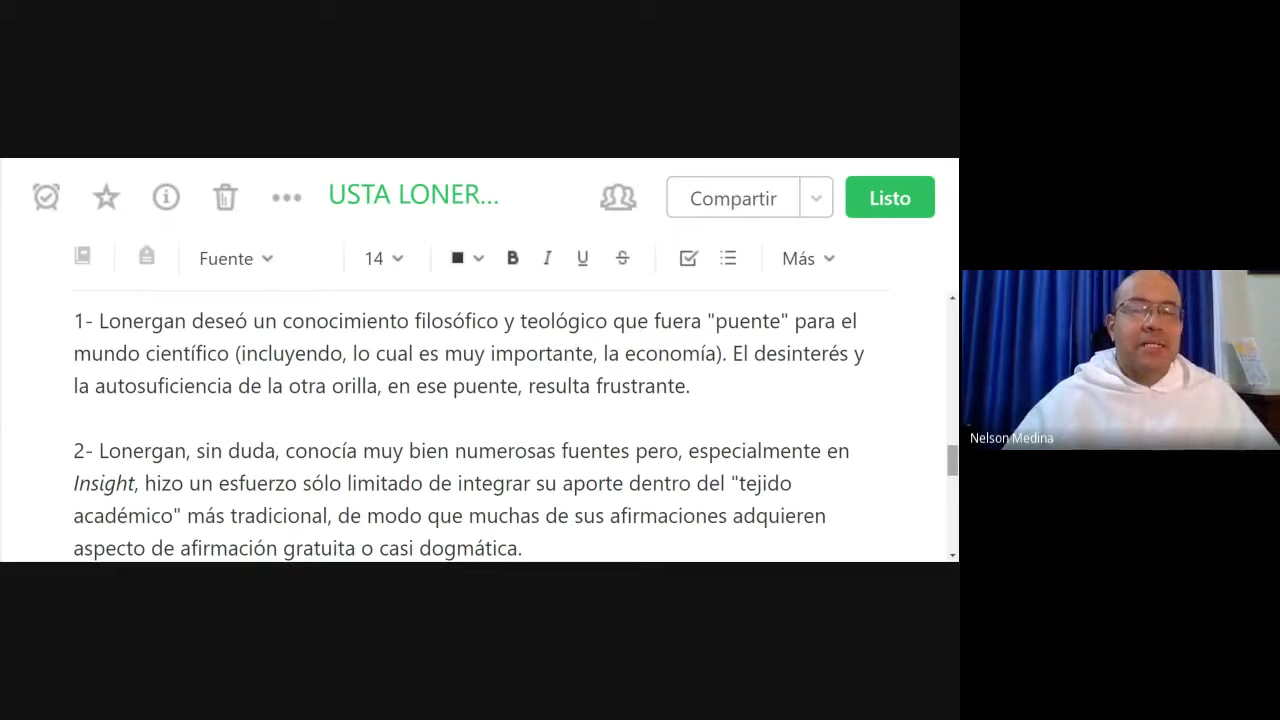 USTA LONER...
Compartir
Listo
Fuente
14
B
I
U
S
Más
1- Lonergan deseó un conocimiento filosófico y teológico que fuera "puente" para el
mundo científico (incluyendo, lo cual es muy importante, la economía). El desinterés y
la autosuficiencia de la otra orilla, en ese puente, resulta frustrante.
2- Lonergan, sin duda, conocía muy bien numerosas fuentes pero, especialmente en
Insight, hizo un esfuerzo sólo limitado de integrar su aporte dentro del "tejido
académico" más tradicional, de modo que muchas de sus afirmaciones adquieren
aspecto de afirmación gratuita o casi dogmática.
Nelson Medina